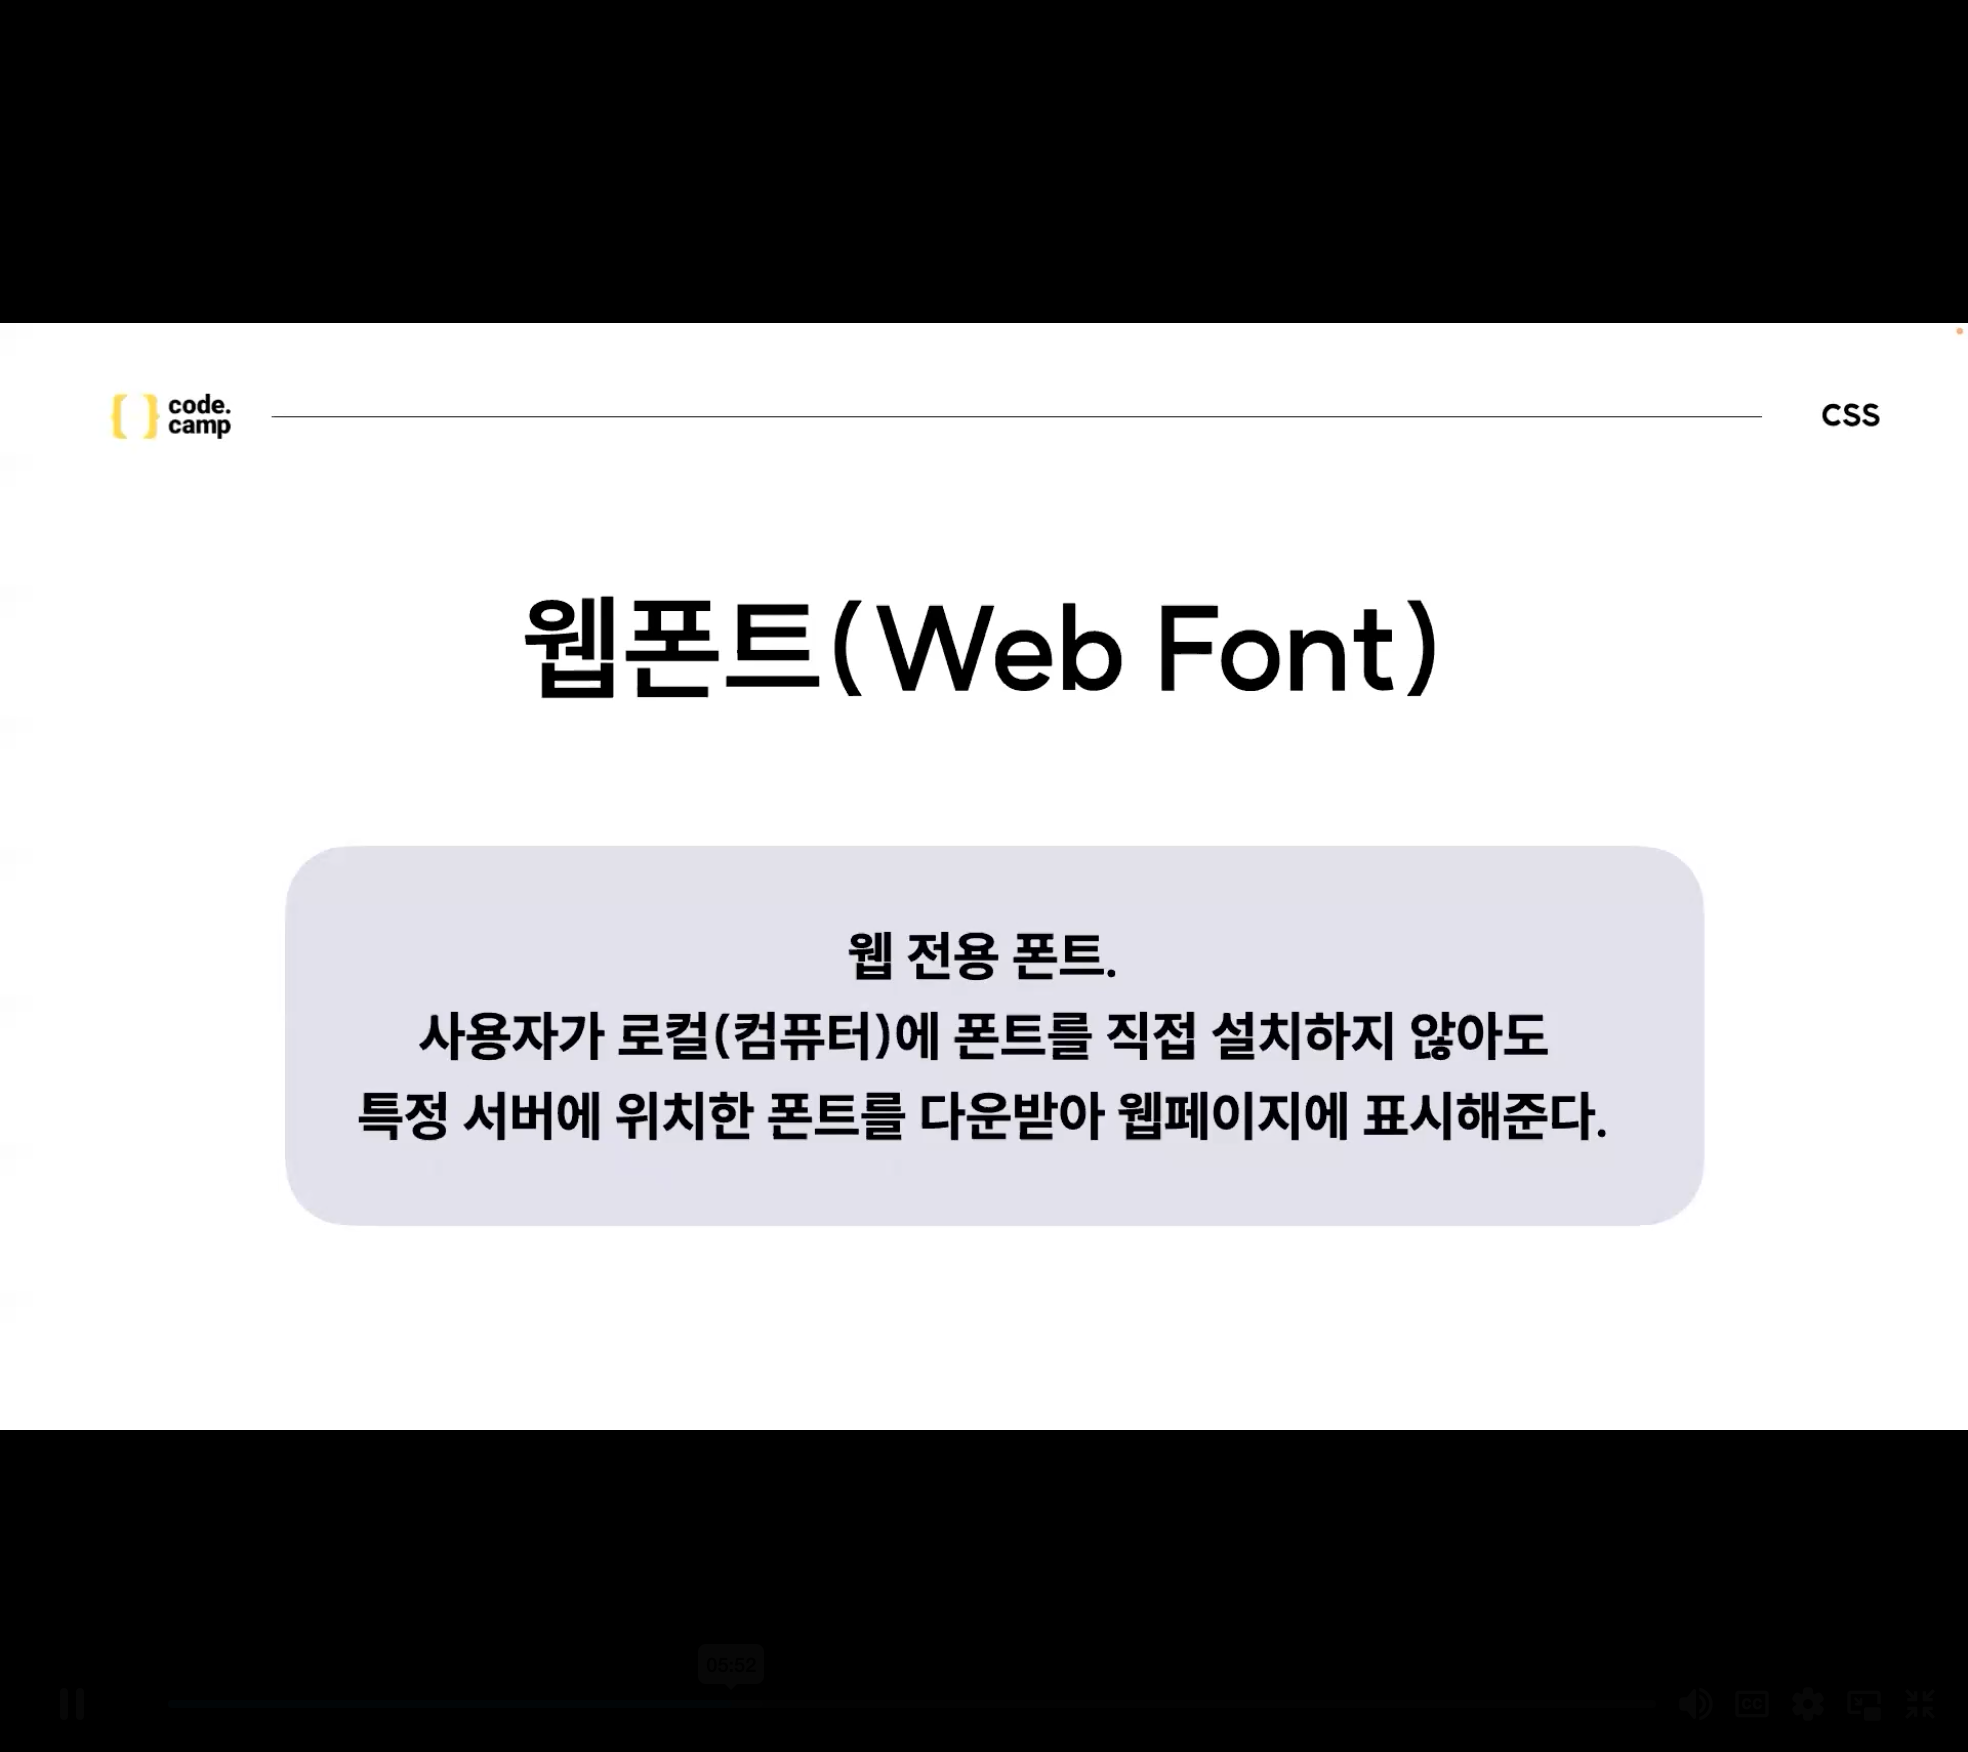 code.
camp
CSS
웹폰트(Web Font)
웹 전용 폰트.
사용자가 로컬(컴퓨터)에 폰트를 직접 설치하지 않아도
특정 서버에 위치한 폰트를 다운받아 웹페이지에 표시해준다.
05:52
CC